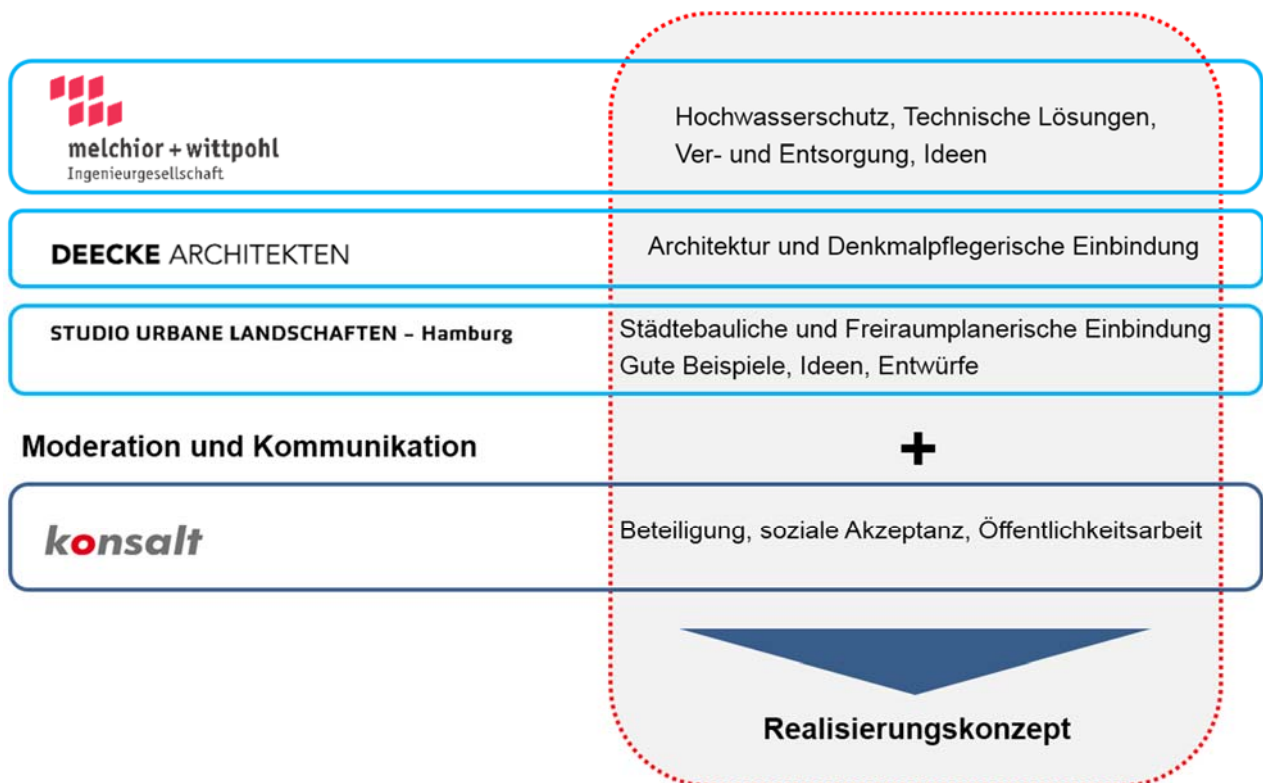 melchior + wittpohl
Ingenieurgesellschaft
Hochwasserschutz, Technische Lösungen,
Ver- und Entsorgung, Ideen
DEECKE ARCHITEKTEN
Architektur und Denkmalpflegerische Einbindung
STUDIO URBANE LANDSCHAFTEN – Hamburg
Städtebauliche und Freiraumplanerische Einbindung
Gute Beispiele, Ideen, Entwürfe
Moderation und Kommunikation
+
konsalt
Beteiligung, soziale Akzeptanz, Öffentlichkeitsarbeit
Realisierungskonzept